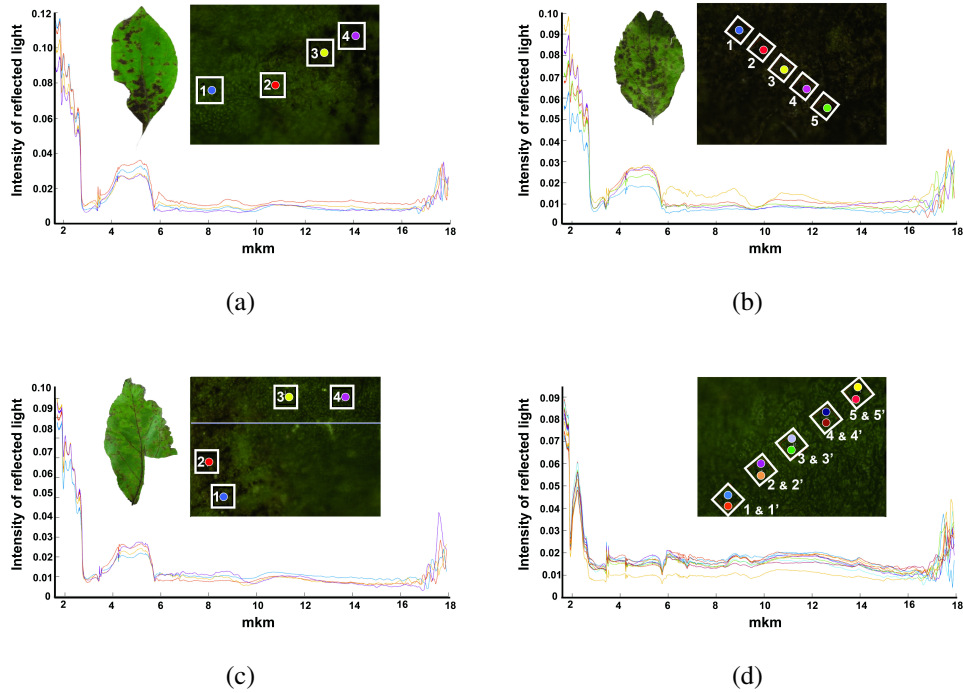 Intensity of reflected light
0.12
0.10
0.08
0.06
0.04
0.02
0
2 4 6 8 10 12 14 16 18
mkm
1
2
3
4
(a)
Intensity of reflected light
0.10
0.09
0.08
0.07
0.06
0.05
0.04
0.03
0.02
0.01
0
2 4 6 8 10 12 14 16 18
mkm
1
2
3
4
5
(b)
Intensity of reflected light
0.10
0.09
0.08
0.07
0.06
0.05
0.04
0.03
0.02
0.01
0
2 4 6 8 10 12 14 16 18
mkm
3
4
2
1
(c)
Intensity of reflected light
0.10
0.09
0.08
0.07
0.06
0.05
0.04
0.03
0.02
0.01
0
2 4 6 8 10 12 14 16 18
mkm
5 & 5’
4 & 4’
3 & 3’
2 & 2’
1 & 1’
(d)